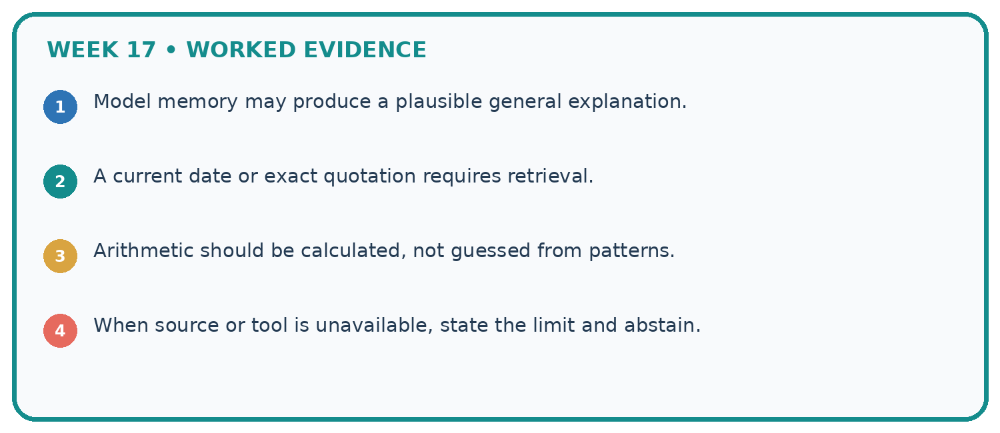 WEEK 17 • WORKED EVIDENCE
1 Model memory may produce a plausible general explanation.
2 A current date or exact quotation requires retrieval.
3 Arithmetic should be calculated, not guessed from patterns.
4 When source or tool is unavailable, state the limit and abstain.